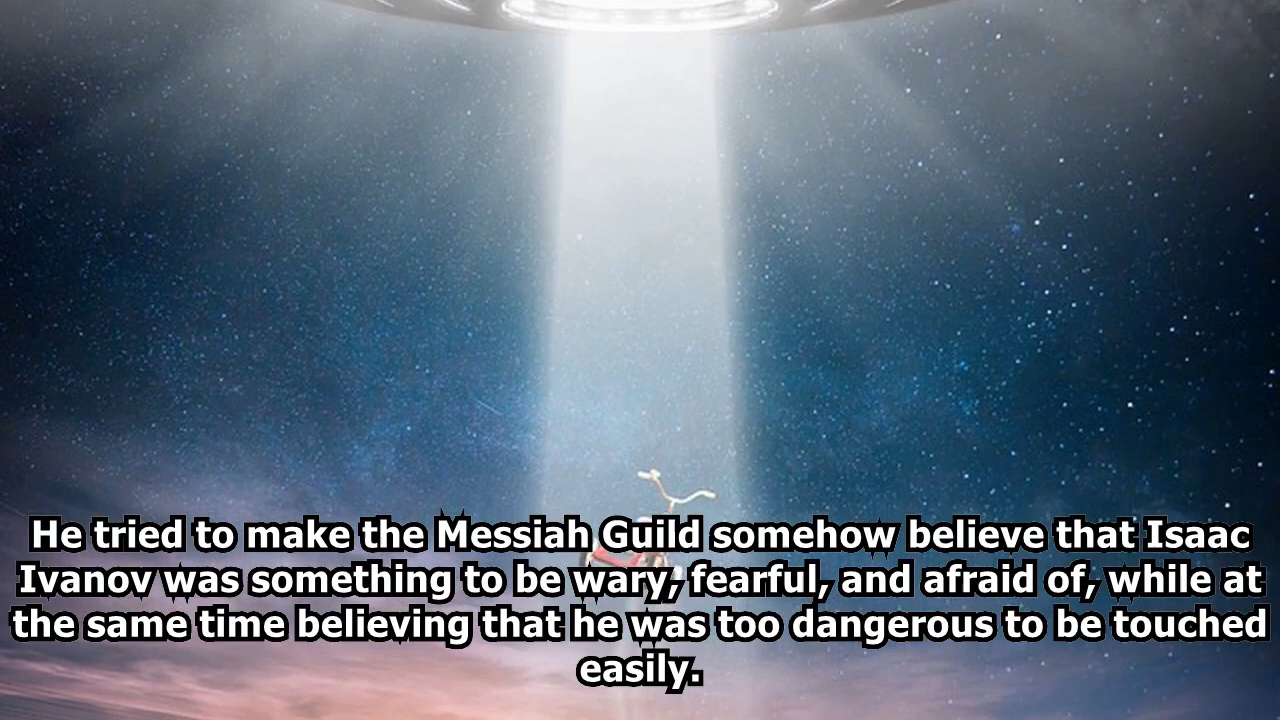 He tried to make the Messiah Guild somehow believe that Isaac
Ivanov was something to be wary, fearful, and afraid of, while at
the same time believing that he was too dangerous to be touched
easily.